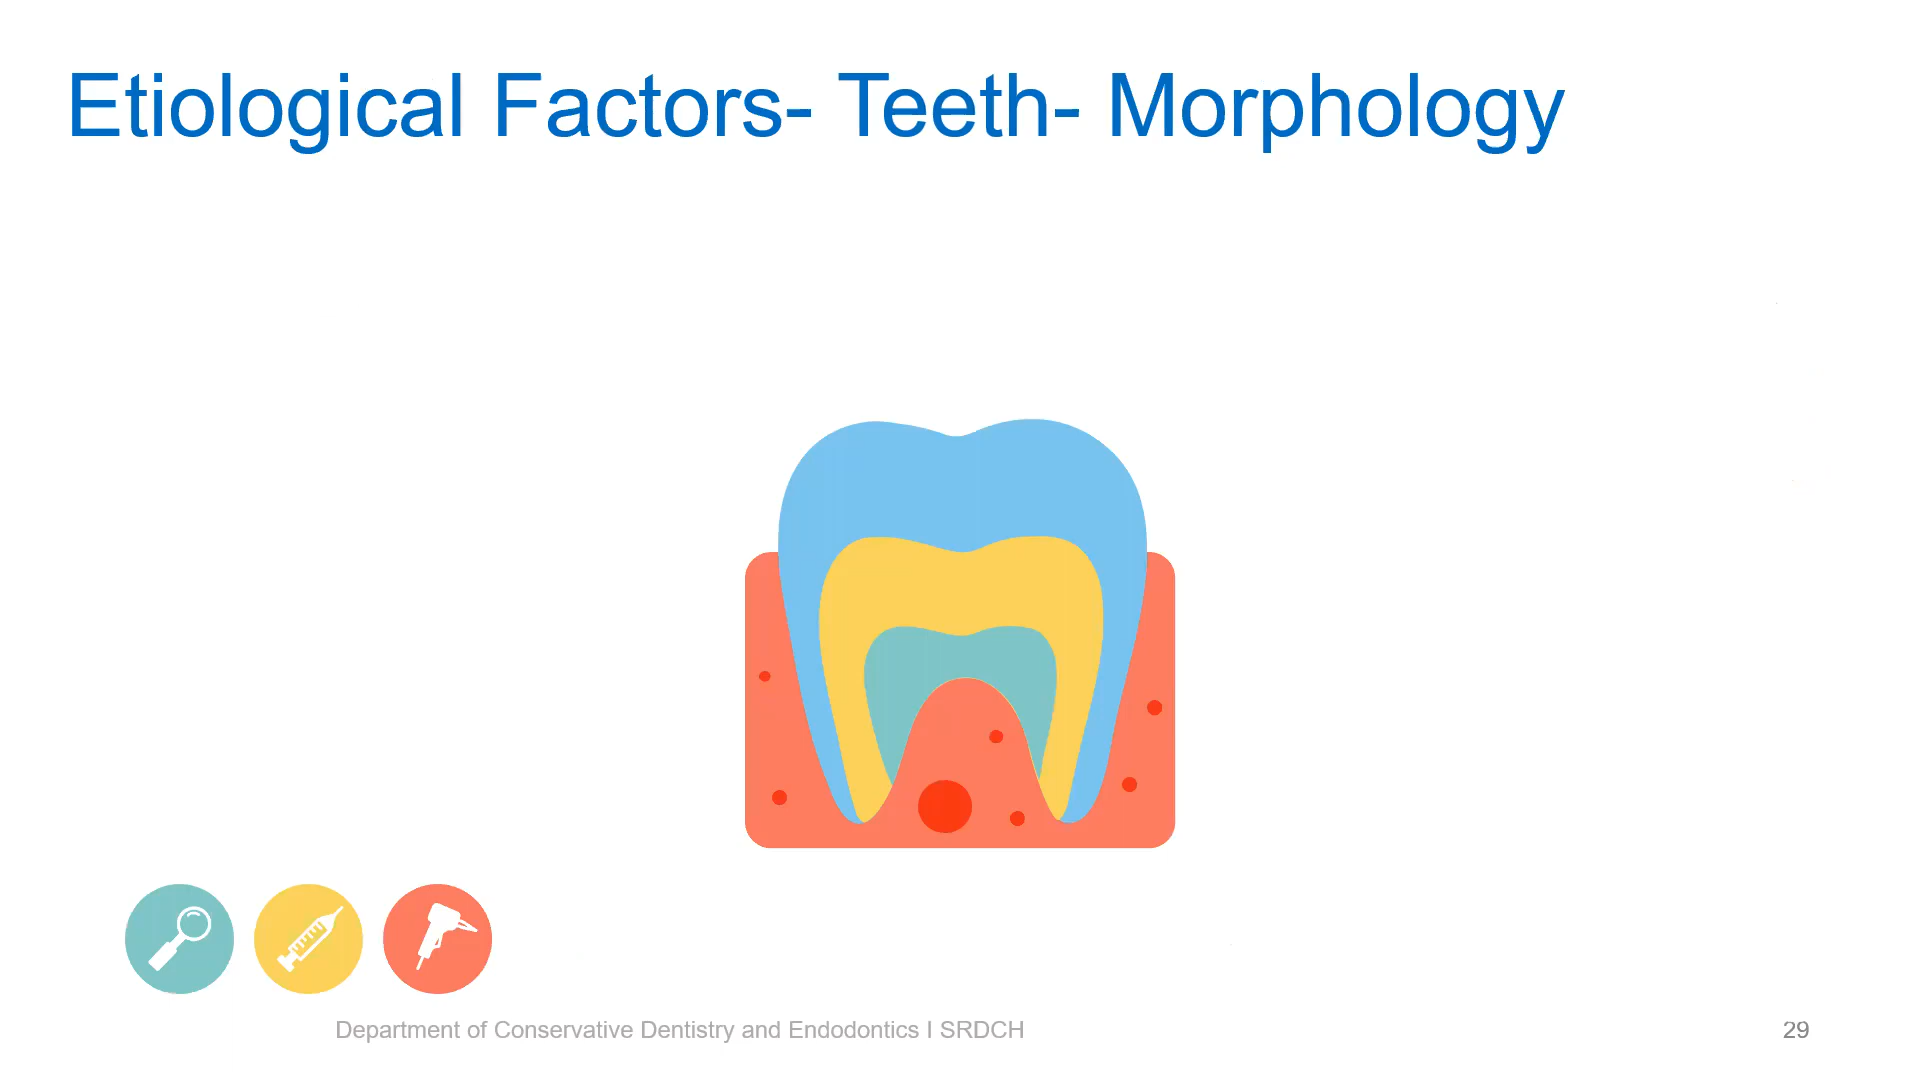 Etiological Factors- Teeth- Morphology
Department of Conservative Dentistry and Endodontics I SRDCH
29